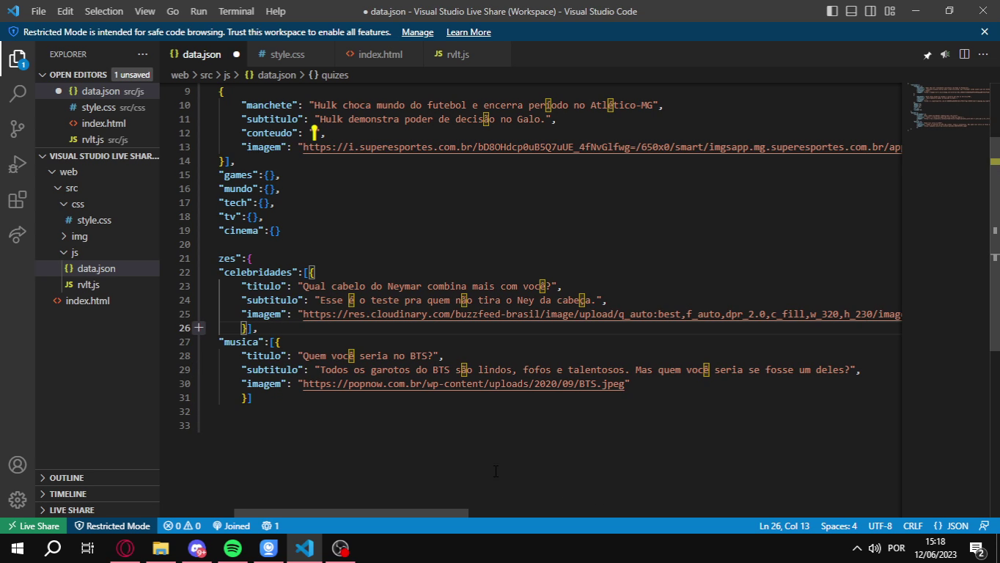 File Edit Selection View Go Run Terminal Help
● data.json - Visual Studio Live Share (Workspace) - Visual Studio Code
Restricted Mode is intended for safe code browsing. Trust this workspace to enable all features. Manage Learn More
EXPLORER
data.json
style.css
index.html
rvlt.js
OPEN EDITORS 1 unsaved
data.json src/js
style.css src/css
index.html
rvlt.js src/js
VISUAL STUDIO LIVE SHAR...
web
src
css
style.css
img
js
data.json
rvlt.js
index.html
OUTLINE
TIMELINE
LIVE SHARE
web > src > js > {} data.json > {} quizes
9 {
10 "manchete": "Hulk choca mundo do futebol e encerra período no Atlético-MG",
11 "subtitulo": "Hulk demonstra poder de decisão no Galo.",
12 "conteudo": "",
13 "imagem": "https://i.superesportes.com.br/bD8OHdcp0uB5Q7uUE_4fNvGlfwg=/650x0/smart/imgsapp.mg.superesportes.com.br/app
14 }],
15 "games":{},
16 "mundo":{},
17 "tech":{},
18 "tv":{},
19 "cinema":{}
20
21 zes":{
22 "celebridades":[{
23 "titulo": "Qual cabelo do Neymar combina mais com você?",
24 "subtitulo": "Esse é o teste pra quem não tira o Ney da cabeça.",
25 "imagem": "https://res.cloudinary.com/buzzfeed-brasil/image/upload/q_auto:best,f_auto,dpr_2.0,c_fill,w_320,h_230/image
26 }],
27 "musica":[{
28 "titulo": "Quem você seria no BTS?",
29 "subtitulo": "Todos os garotos do BTS são lindos, fofos e talentosos. Mas quem você seria se fosse um deles?",
30 "imagem": "https://popnow.com.br/wp-content/uploads/2020/09/BTS.jpeg"
31 }]
32
33
Live Share Restricted Mode 0 0 Joined 1 Ln 26, Col 13 Spaces: 4 UTF-8 CRLF {} JSON
9+
POR
15:18
12/06/2023
2